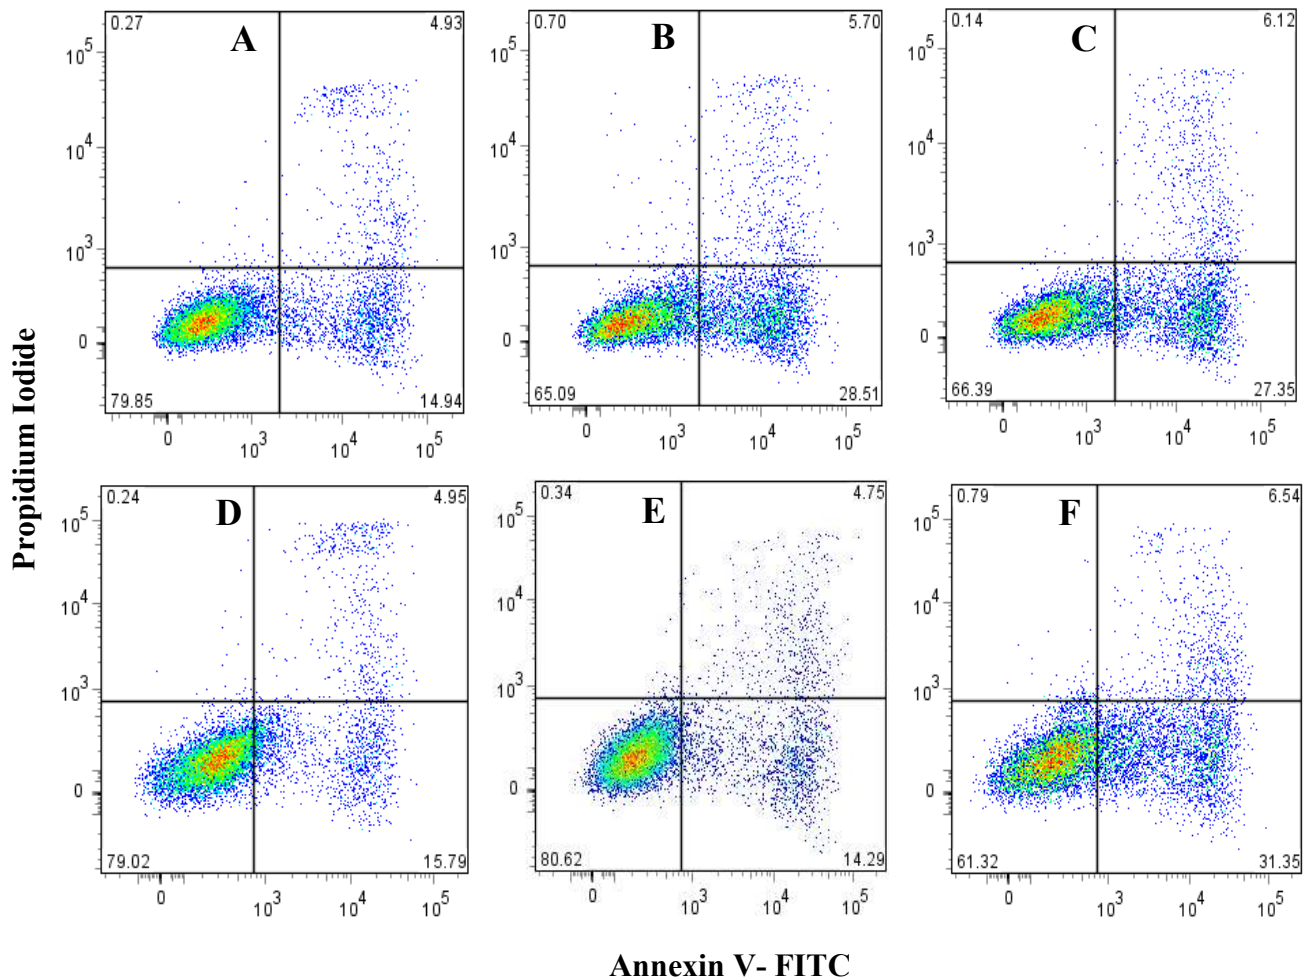 0.27 A 4.93
0.70 B 5.70
0.14 C 6.12
10^5
10^4
10^3
0
79.85 14.94
0 10^3 10^4 10^5
10^5
10^4
10^3
0
65.09 28.51
0 10^3 10^4 10^5
10^5
10^4
10^3
0
66.39 27.35
0 10^3 10^4 10^5
Propidium Iodide
0.24 D 4.95
0.34 E 4.75
0.79 F 6.54
10^5
10^4
10^3
0
79.02 15.79
0 10^3 10^4 10^5
10^5
10^4
10^3
0
80.62 14.29
0 10^3 10^4 10^5
10^5
10^4
10^3
0
61.32 31.35
0 10^3 10^4 10^5
Annexin V- FITC